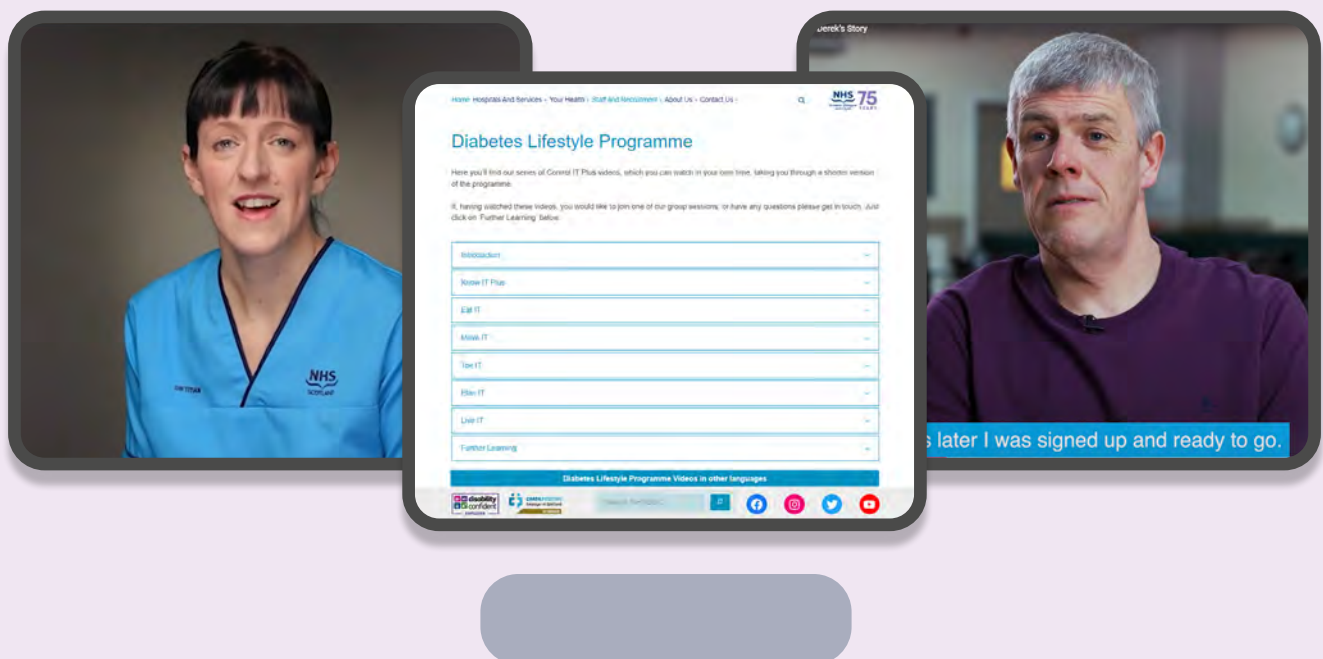 NHS
SCOTLAND
Home Hospitals And Services Your Health Staff And Recruitment About Us Contact Us
NHS
75
YEARS
Diabetes Lifestyle Programme
Here you'll find our series of Control IT Plus videos, which you can watch in your own time, taking you through a shorter version
of the programme.
If, having watched these videos, you would like to join one of our group sessions, or have any questions please get in touch. Just
click on 'Further Learning' below.
Introduction
Know IT Plus
Eat IT
Move IT
Toe IT
Live IT
Further Learning
Diabetes Lifestyle Programme Videos in other languages
disability
confident
Derek's Story
s later I was signed up and ready to go.